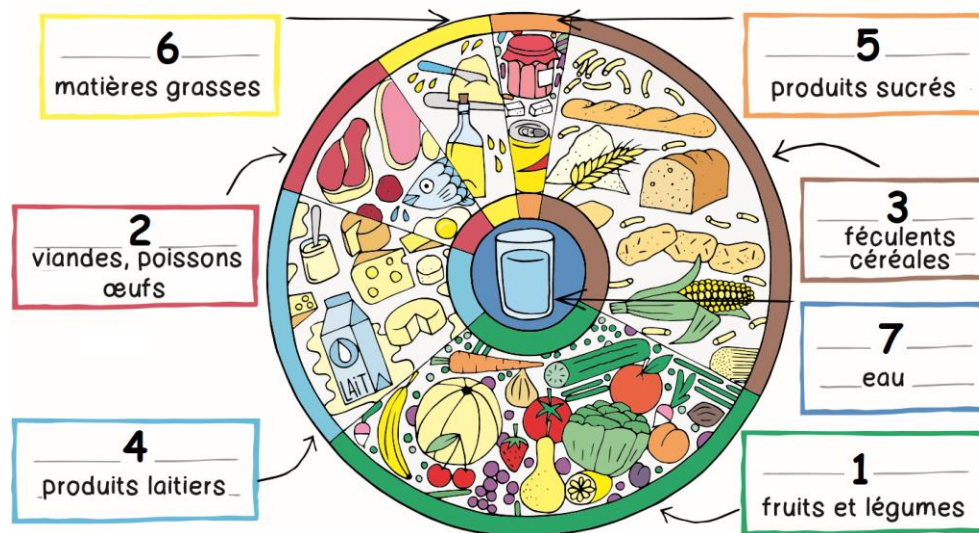 6
matières grasses
5
produits sucrés
2
viandes, poissons
œufs
3
féculents
céréales
LAIT
7
eau
4
produits laitiers
1
fruits et légumes